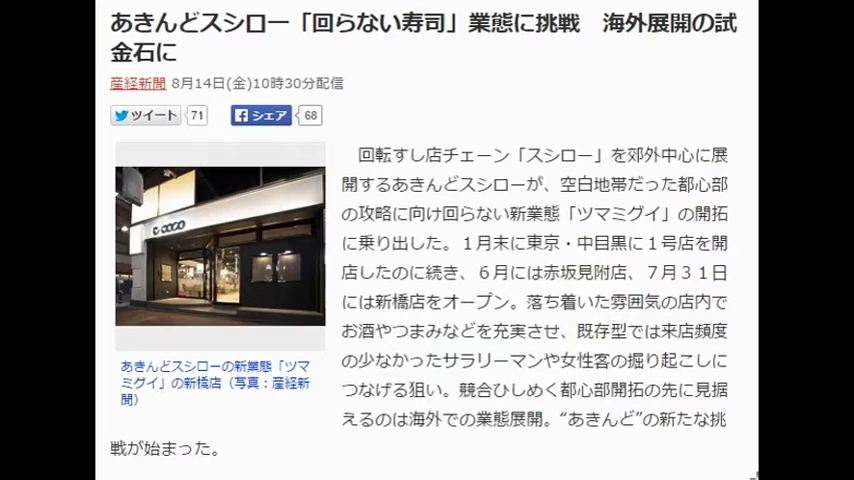 あきんどスシロー「回らない寿司」業態に挑戦　海外展開の試
金石に
産経新聞 8月14日(金)10時30分配信
ツイート 71 シェア 68
回転すし店チェーン「スシロー」を郊外中心に展
開するあきんどスシローが、空白地帯だった都心部
の攻略に向け回らない新業態「ツマミグイ」の開拓
に乗り出した。１月末に東京・中目黒に１号店を開
店したのに続き、６月には赤坂見附店、７月３１日
には新橋店をオープン。落ち着いた雰囲気の店内で
お酒やつまみなどを充実させ、既存型では来店頻度
の少なかったサラリーマンや女性客の掘り起こしに
つなげる狙い。競合ひしめく都心部開拓の先に見据
えるのは海外での業態展開。“あきんど”の新たな挑
戦が始まった。
あきんどスシローの新業態「ツマ
ミグイ」の新橋店（写真：産経新
聞）